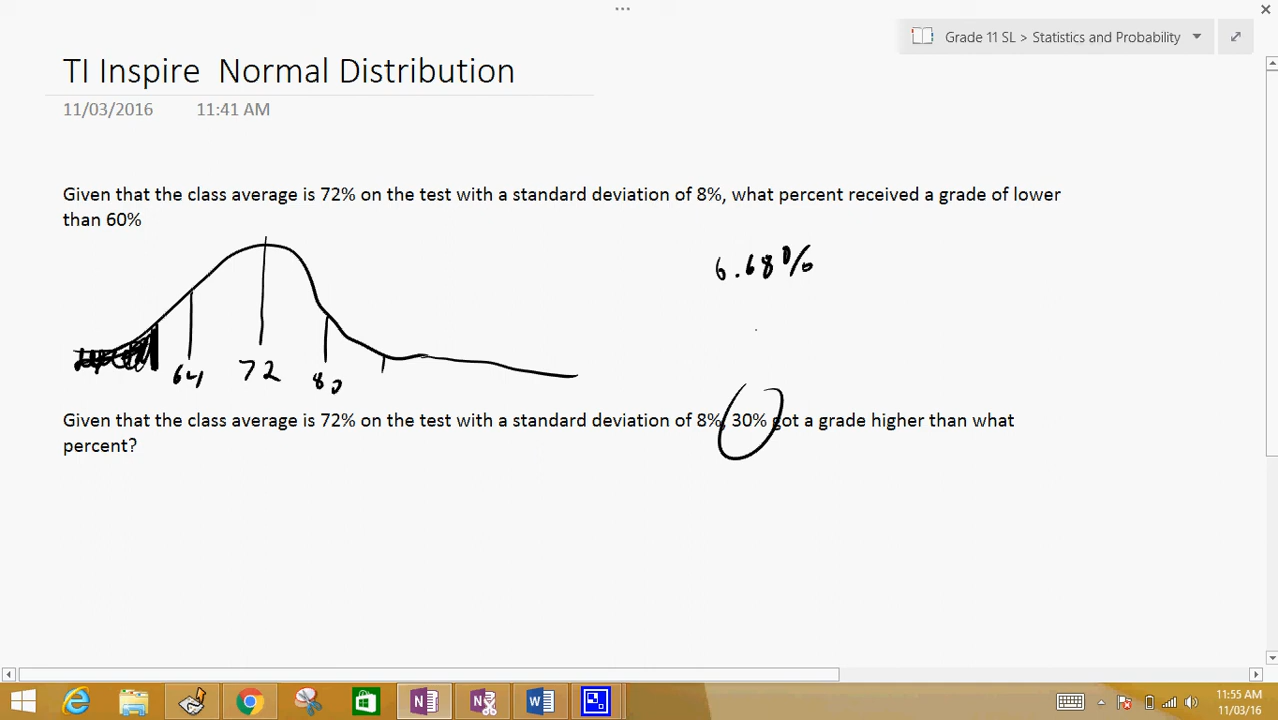 Grade 11 SL > Statistics and Probability
TI Inspire Normal Distribution
11/03/2016 11:41 AM
Given that the class average is 72% on the test with a standard deviation of 8%, what percent received a grade of lower
than 60%
6.68%
64 72 80
Given that the class average is 72% on the test with a standard deviation of 8%, 30% got a grade higher than what
percent?
11:55 AM
11/03/16